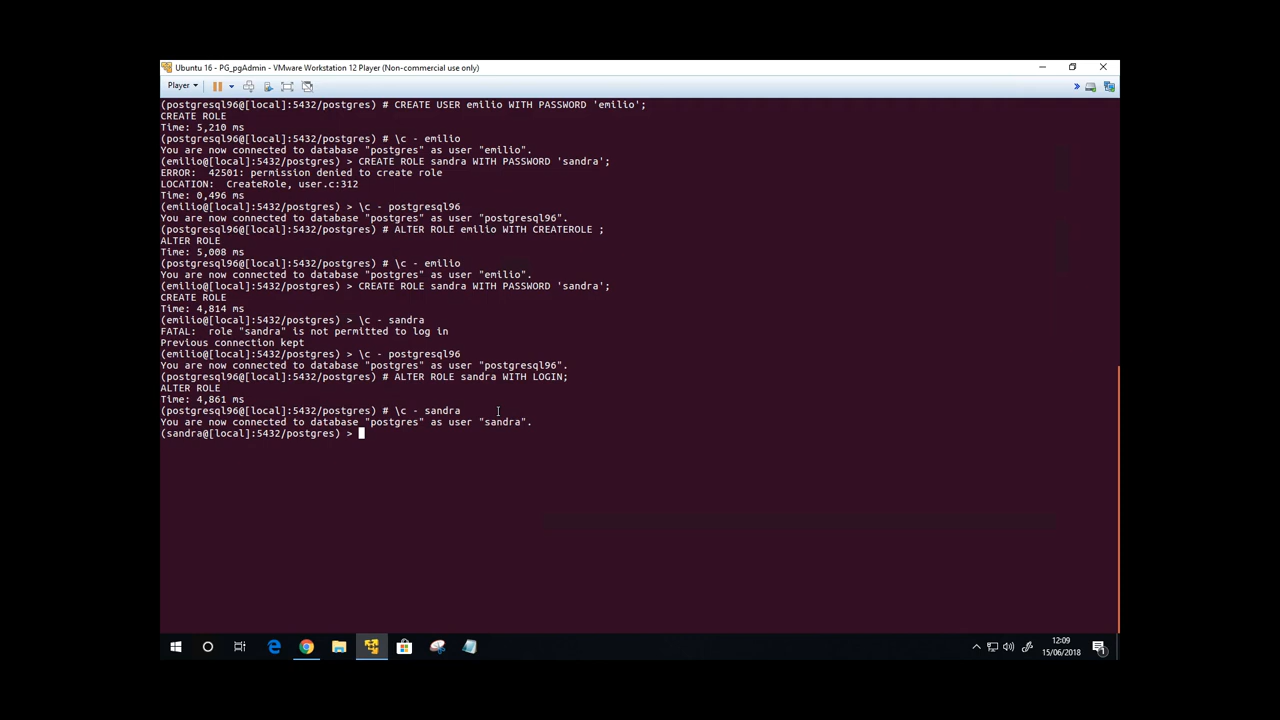 Ubuntu 16 - PG_pgAdmin - VMware Workstation 12 Player (Non-commercial use only)
Player
(postgresql96@[local]:5432/postgres) # CREATE USER emilio WITH PASSWORD 'emilio';
CREATE ROLE
Time: 5,210 ms
(postgresql96@[local]:5432/postgres) # \c - emilio
You are now connected to database "postgres" as user "emilio".
(emilio@[local]:5432/postgres) > CREATE ROLE sandra WITH PASSWORD 'sandra';
ERROR:  42501: permission denied to create role
LOCATION:  CreateRole, user.c:312
Time: 0,496 ms
(emilio@[local]:5432/postgres) > \c - postgresql96
You are now connected to database "postgres" as user "postgresql96".
(postgresql96@[local]:5432/postgres) # ALTER ROLE emilio WITH CREATEROLE ;
ALTER ROLE
Time: 5,008 ms
(postgresql96@[local]:5432/postgres) # \c - emilio
You are now connected to database "postgres" as user "emilio".
(emilio@[local]:5432/postgres) > CREATE ROLE sandra WITH PASSWORD 'sandra';
CREATE ROLE
Time: 4,814 ms
(emilio@[local]:5432/postgres) > \c - sandra
FATAL:  role "sandra" is not permitted to log in
Previous connection kept
(emilio@[local]:5432/postgres) > \c - postgresql96
You are now connected to database "postgres" as user "postgresql96".
(postgresql96@[local]:5432/postgres) # ALTER ROLE sandra WITH LOGIN;
ALTER ROLE
Time: 4,861 ms
(postgresql96@[local]:5432/postgres) # \c - sandra
You are now connected to database "postgres" as user "sandra".
(sandra@[local]:5432/postgres) >
12:09
15/06/2018